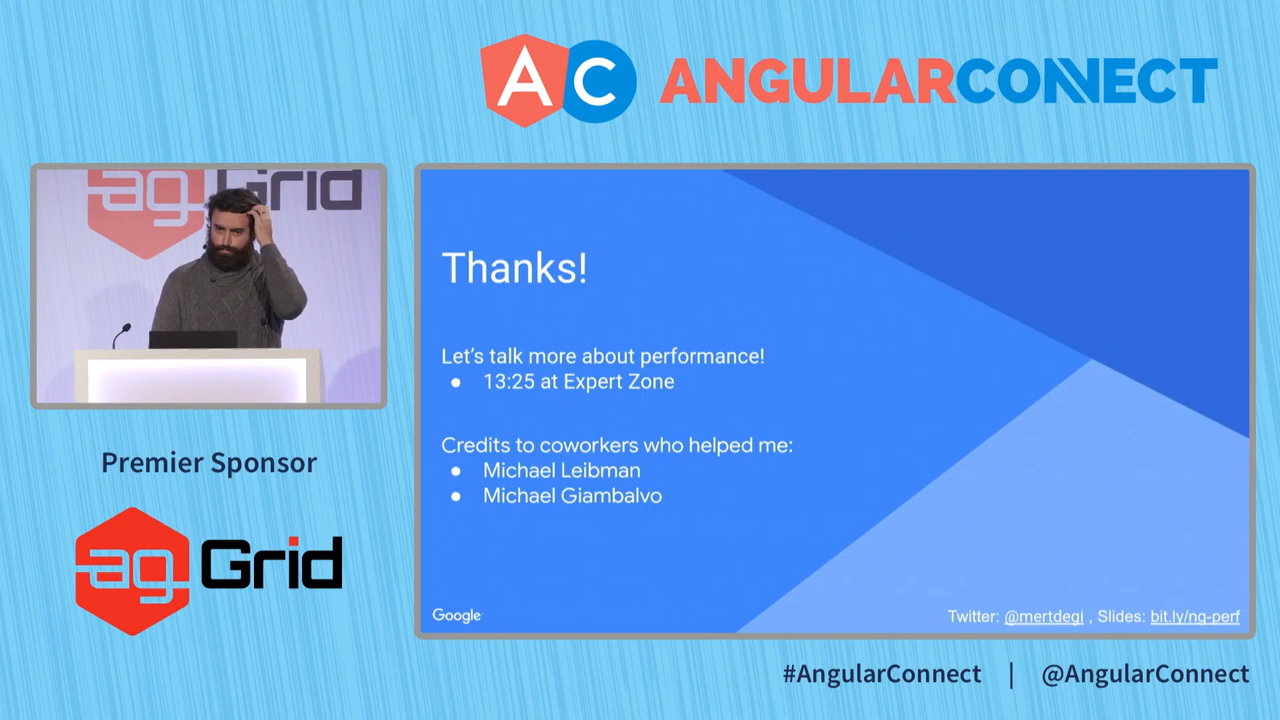 AC ANGULARCONNECT
ag Grid
Thanks!
Let's talk more about performance!
● 13:25 at Expert Zone
Credits to coworkers who helped me:
● Michael Leibman
● Michael Giambalvo
Google
Twitter: @mertdegi , Slides: bit.ly/ng-perf
Premier Sponsor
ag Grid
#AngularConnect | @AngularConnect